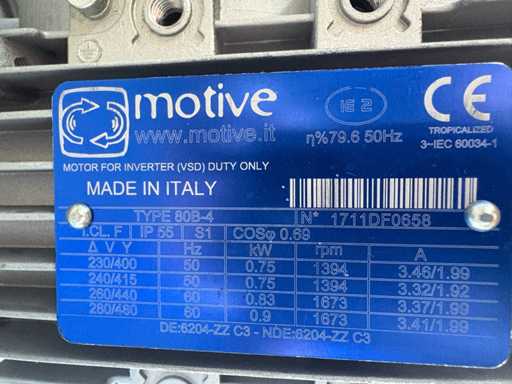 motive
www.motive.it
IE 2
CE
η%79.6 50Hz
TROPICALIZED
3~IEC 60034-1
MOTOR FOR INVERTER (VSD) DUTY ONLY
MADE IN ITALY
TYPE 80B-4 N° 1711DF0658
I.CL. F IP 55 S1 COSφ 0.69
Δ V Y Hz kW rpm A
230/400 50 0.75 1394 3.46/1.99
240/415 50 0.75 1394 3.32/1.92
260/440 60 0.83 1673 3.37/1.99
280/480 60 0.9 1673 3.41/1.99
DE:6204-ZZ C3 - NDE:6204-ZZ C3